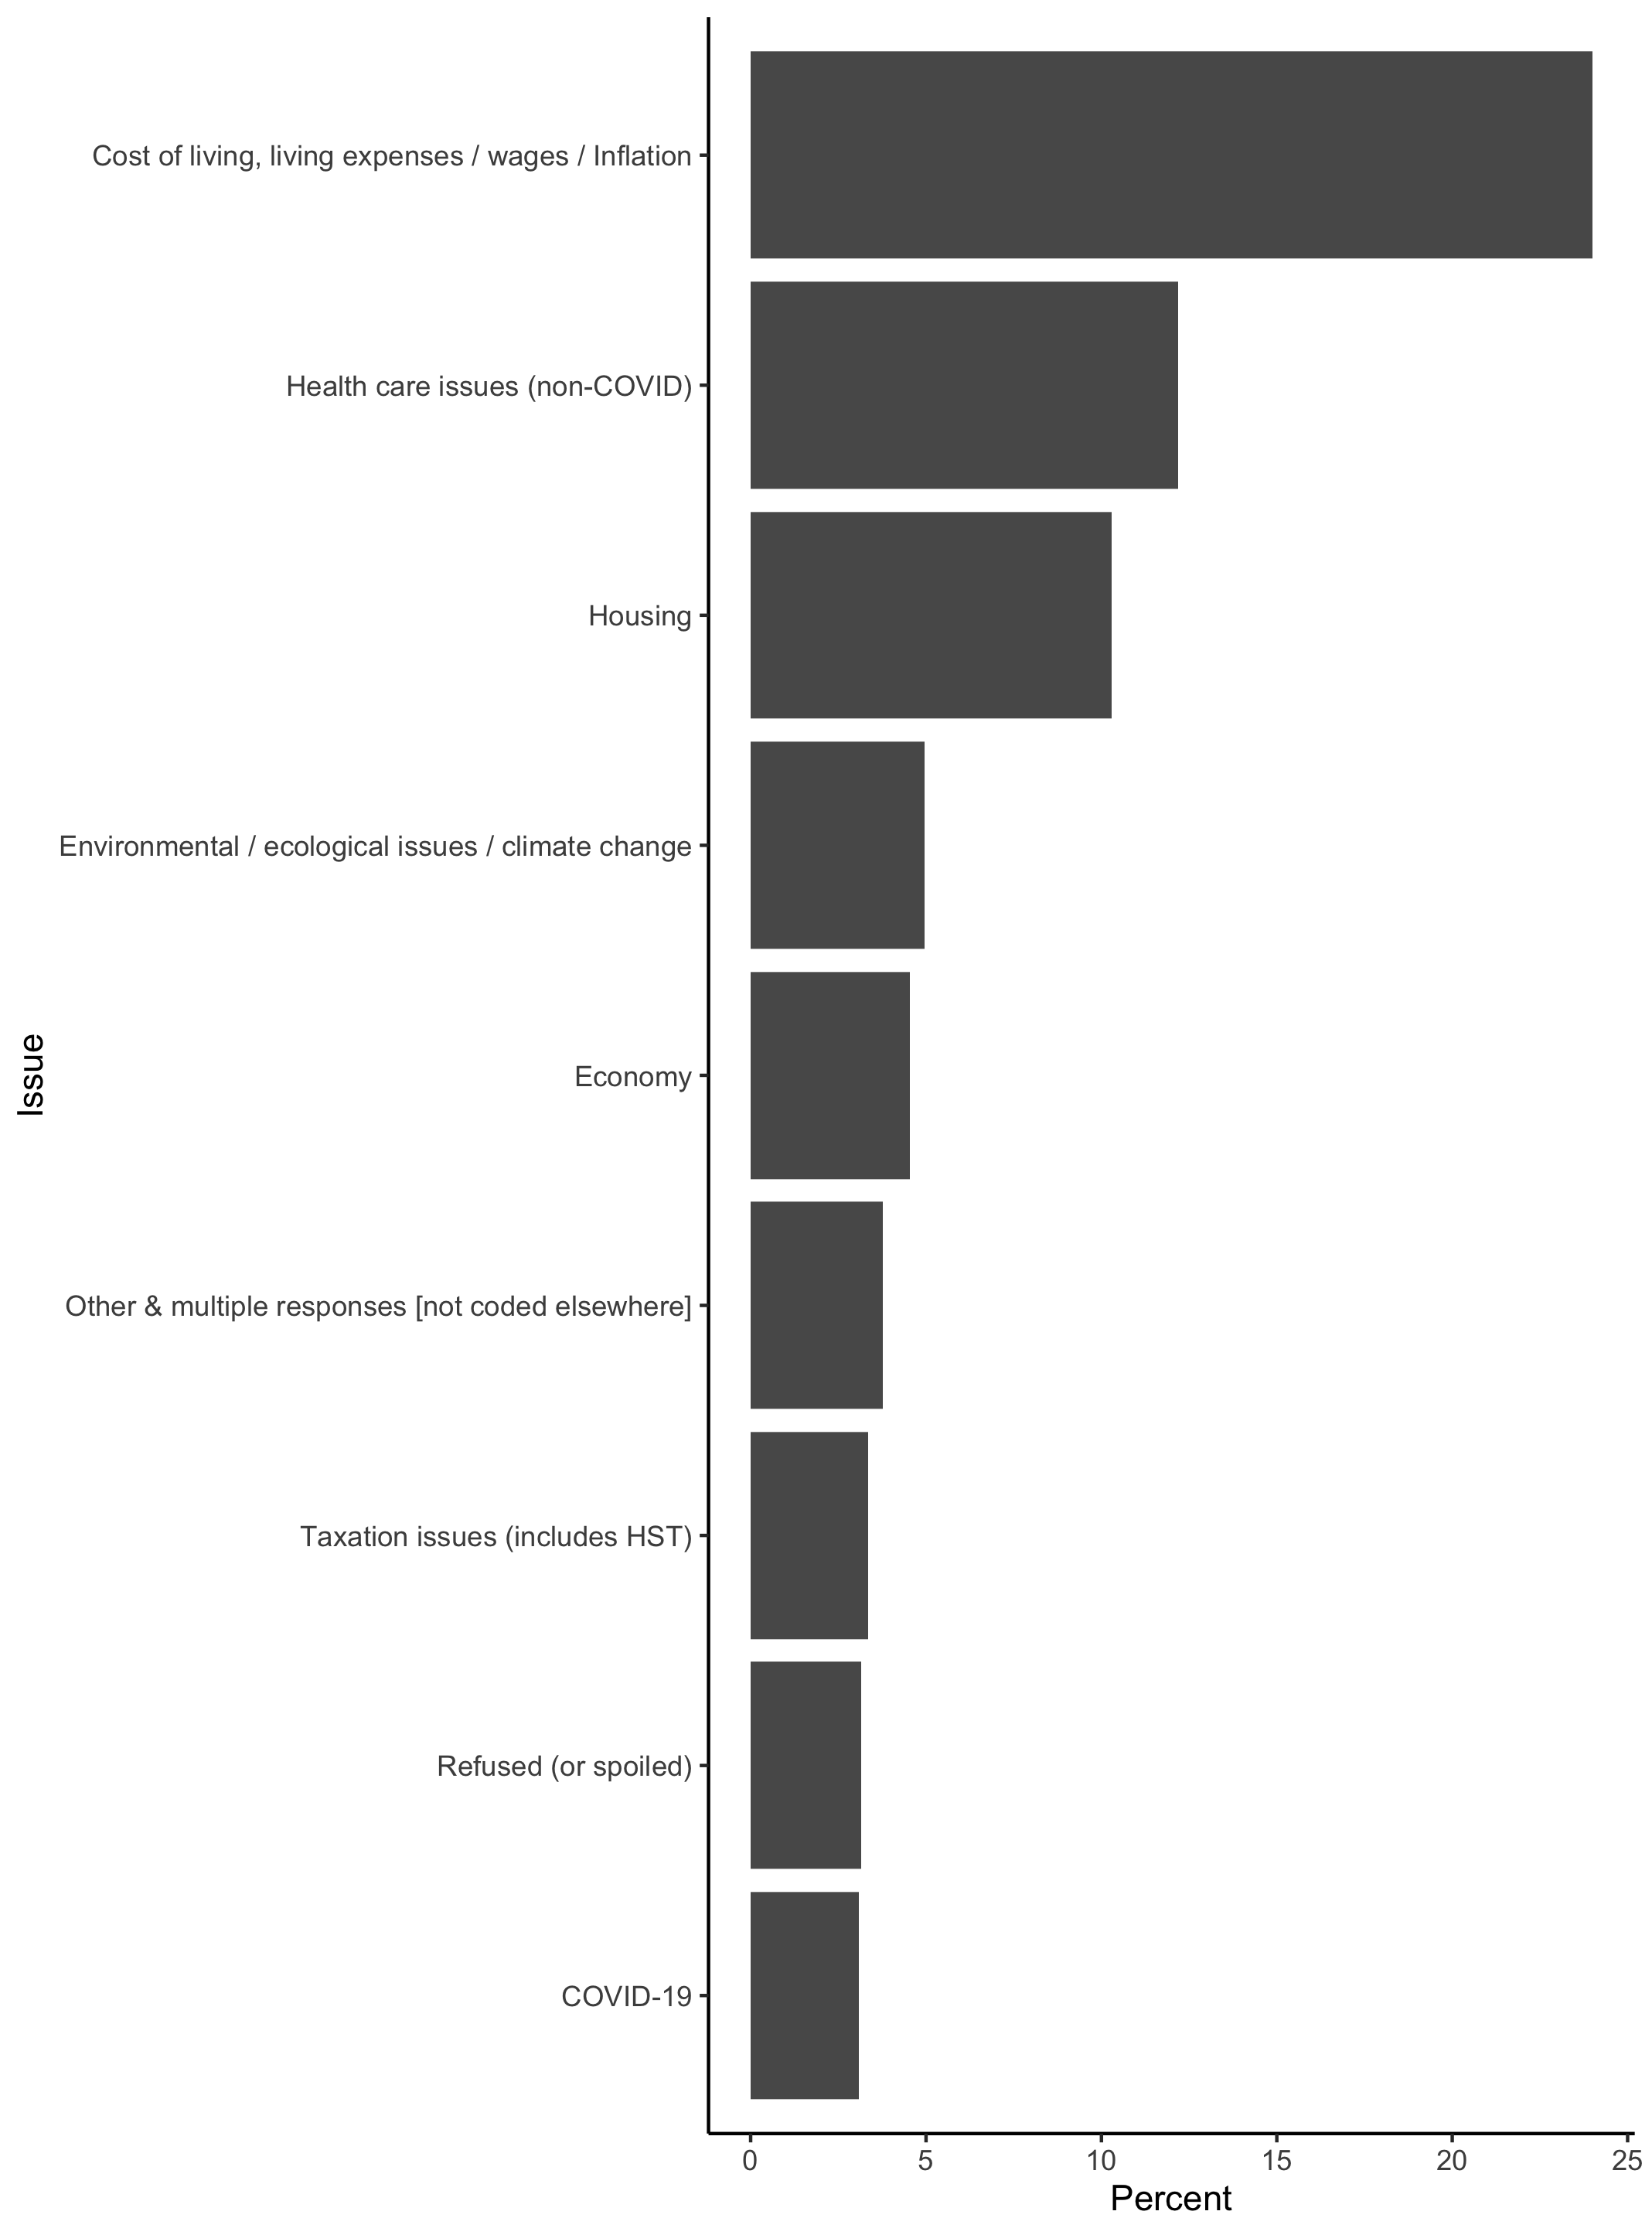 Cost of living, living expenses / wages / Inflation
Health care issues (non-COVID)
Housing
Environmental / ecological issues / climate change
Economy
Other & multiple responses [not coded elsewhere]
Taxation issues (includes HST)
Refused (or spoiled)
COVID-19
Issue
0 5 10 15 20 25
Percent